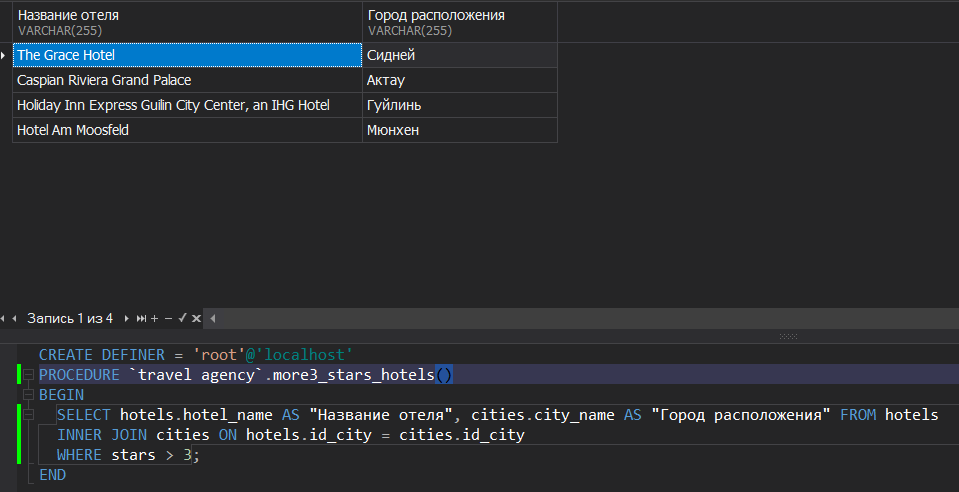 Название отеля Город расположения
VARCHAR(255) VARCHAR(255)
The Grace Hotel Сидней
Caspian Riviera Grand Palace Актау
Holiday Inn Express Guilin City Center, an IHG Hotel Гуйлинь
Hotel Am Moosfeld Мюнхен
Запись 1 из 4
CREATE DEFINER = 'root'@'localhost'
PROCEDURE `travel agency`.more3_stars_hotels()
BEGIN
SELECT hotels.hotel_name AS "Название отеля", cities.city_name AS "Город расположения" FROM hotels
INNER JOIN cities ON hotels.id_city = cities.id_city
WHERE stars > 3;
END